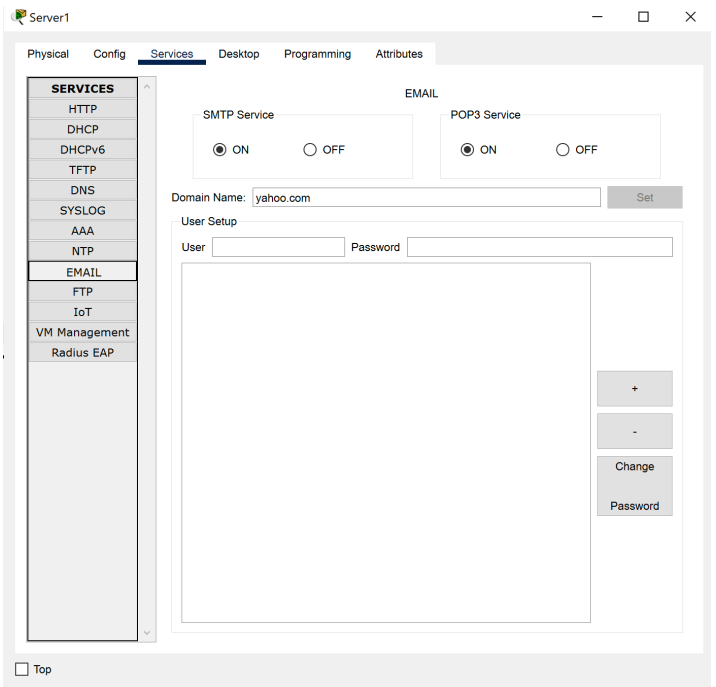 Server1
Physical Config Services Desktop Programming Attributes
SERVICES
HTTP
DHCP
DHCPv6
TFTP
DNS
SYSLOG
AAA
NTP
EMAIL
FTP
IoT
VM Management
Radius EAP
EMAIL
SMTP Service
ON OFF
POP3 Service
ON OFF
Domain Name: yahoo.com Set
User Setup
User Password
+
-
Change
Password
Top